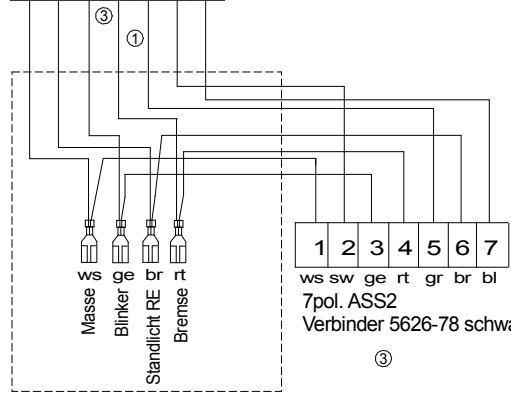 ③
①
1 2 3 4 5 6 7
ws ge br rt
ws sw ge rt gr br bl
Masse
Blinker
Standlicht RE
Bremse
7pol. ASS2
Verbinder 5626-78 schwa
③